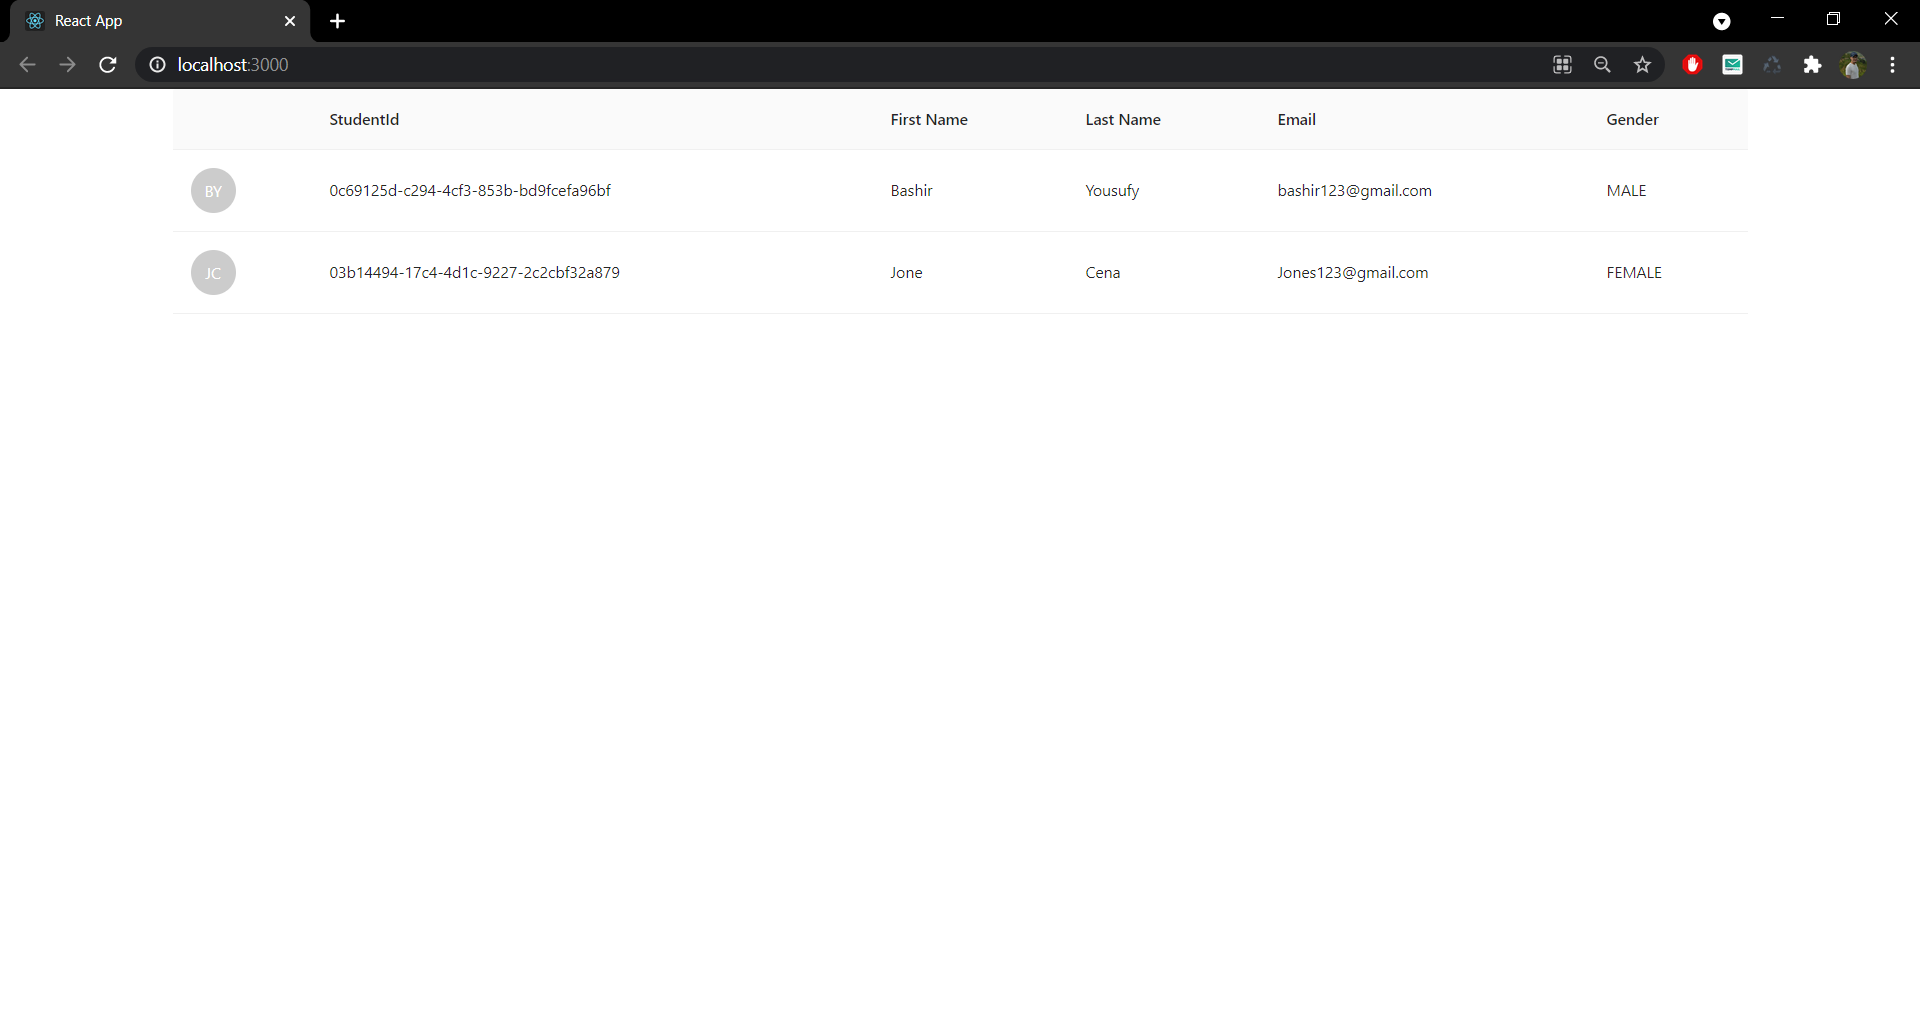 React App
localhost:3000
StudentId First Name Last Name Email Gender
BY 0c69125d-c294-4cf3-853b-bd9fcefa96bf Bashir Yousufy bashir123@gmail.com MALE
JC 03b14494-17c4-4d1c-9227-2c2cbf32a879 Jone Cena Jones123@gmail.com FEMALE